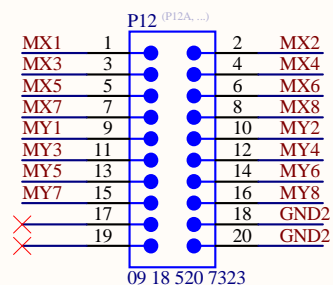 P12 (P12A, ...)
MX1 1 2 MX2
MX3 3 4 MX4
MX5 5 6 MX6
MX7 7 8 MX8
MY1 9 10 MY2
MY3 11 12 MY4
MY5 13 14 MY6
MY7 15 16 MY8
17 18 GND2
19 20 GND2
09 18 520 7323